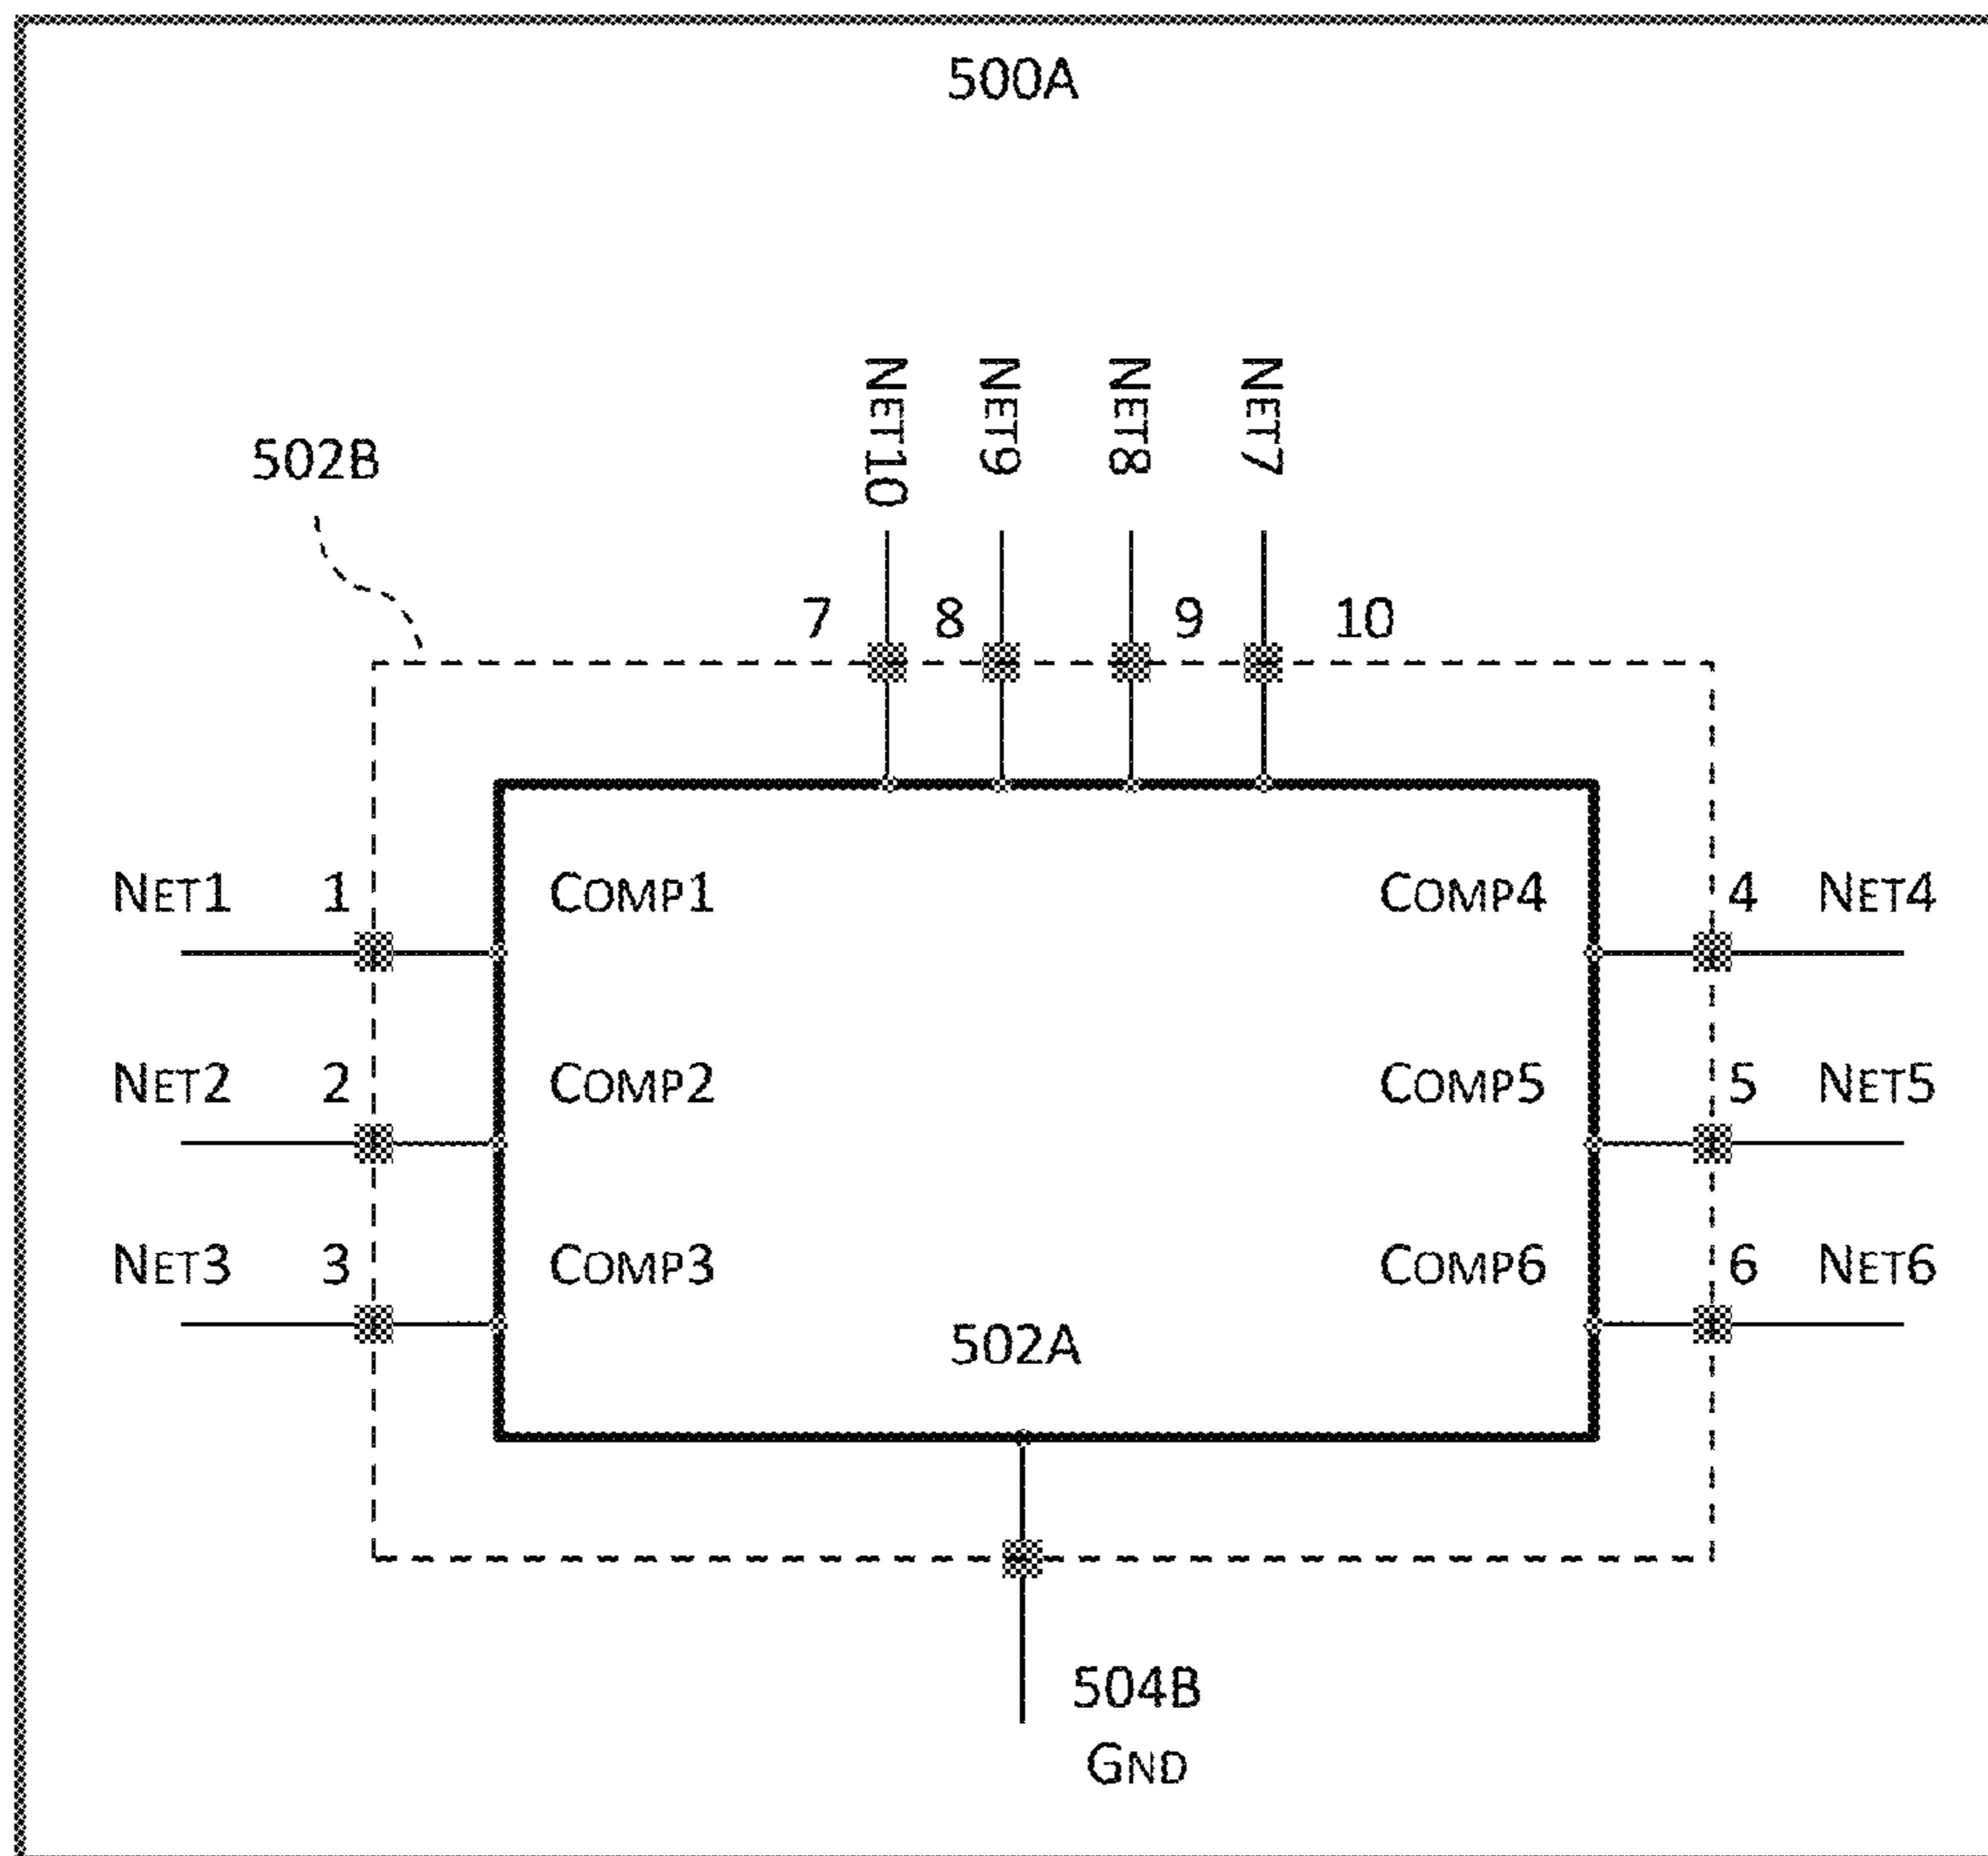 500A
NET10 NET9 NET8 NET7
502B
7 8 9 10
NET1 1 COMP1 COMP4 4 NET4
NET2 2 COMP2 COMP5 5 NET5
NET3 3 COMP3 COMP6 6 NET6
502A
504B
GND